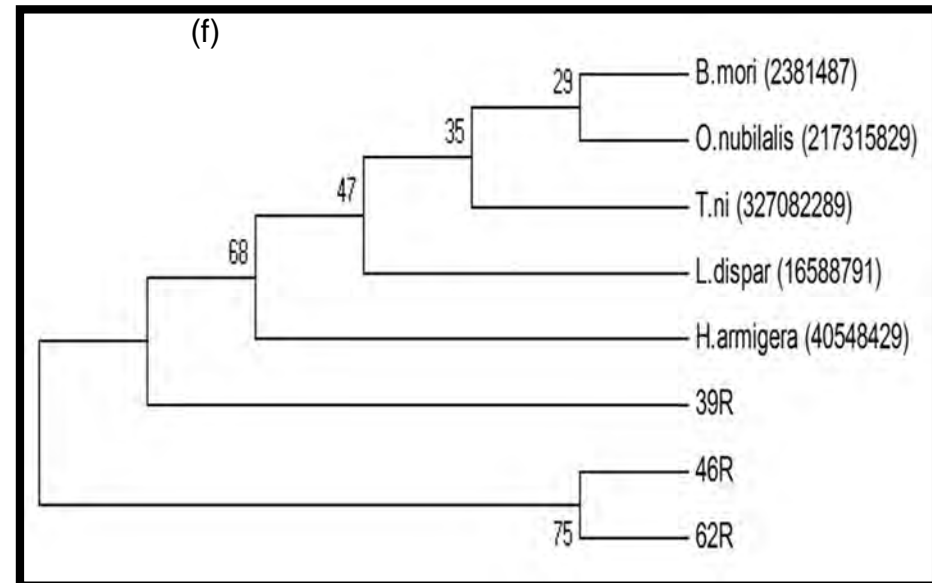 (f)
29
B.mori (2381487)
35
O.nubilalis (217315829)
47
T.ni (327082289)
68
L.dispar (16588791)
H.armigera (40548429)
39R
46R
75
62R